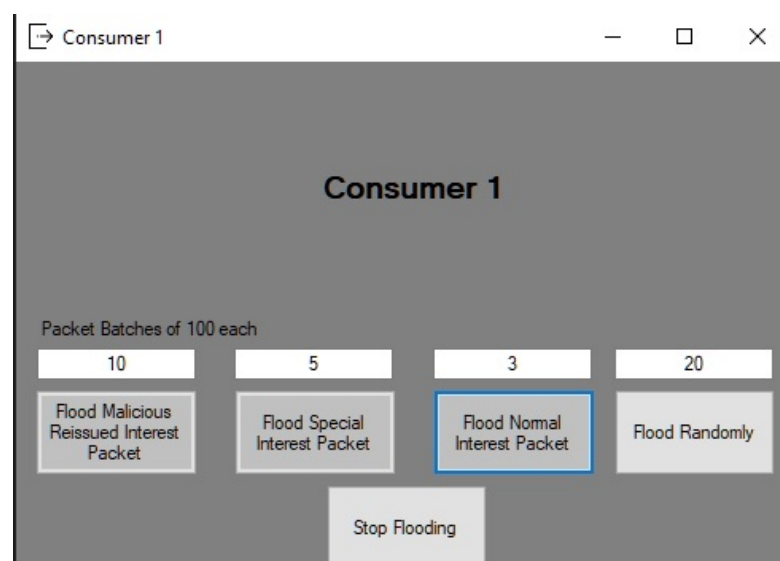 Consumer 1
Consumer 1
Packet Batches of 100 each
10 5 3 20
Flood Malicious
Reissued Interest
Packet
Flood Special
Interest Packet
Flood Normal
Interest Packet
Flood Randomly
Stop Flooding